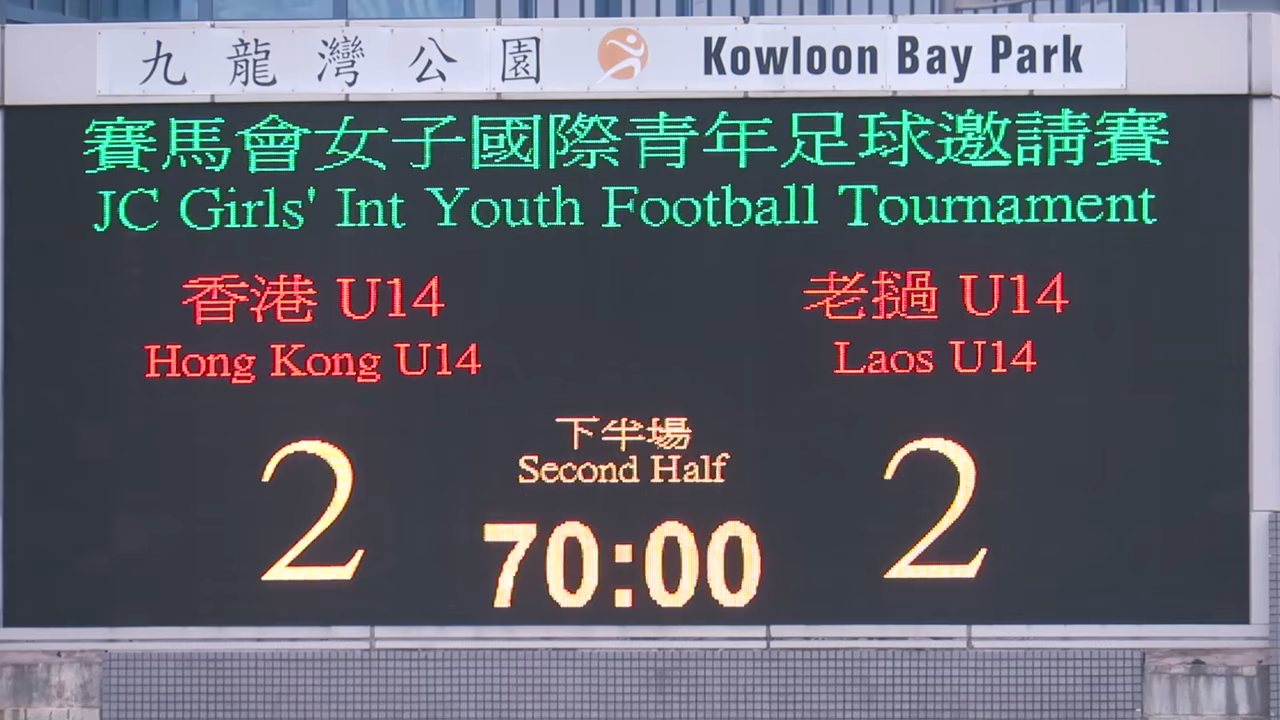 九龍灣公園 Kowloon Bay Park
賽馬會女子國際青年足球邀請賽
JC Girls' Int Youth Football Tournament
香港 U14
Hong Kong U14
老撾 U14
Laos U14
下半場
Second Half
2
70:00
2